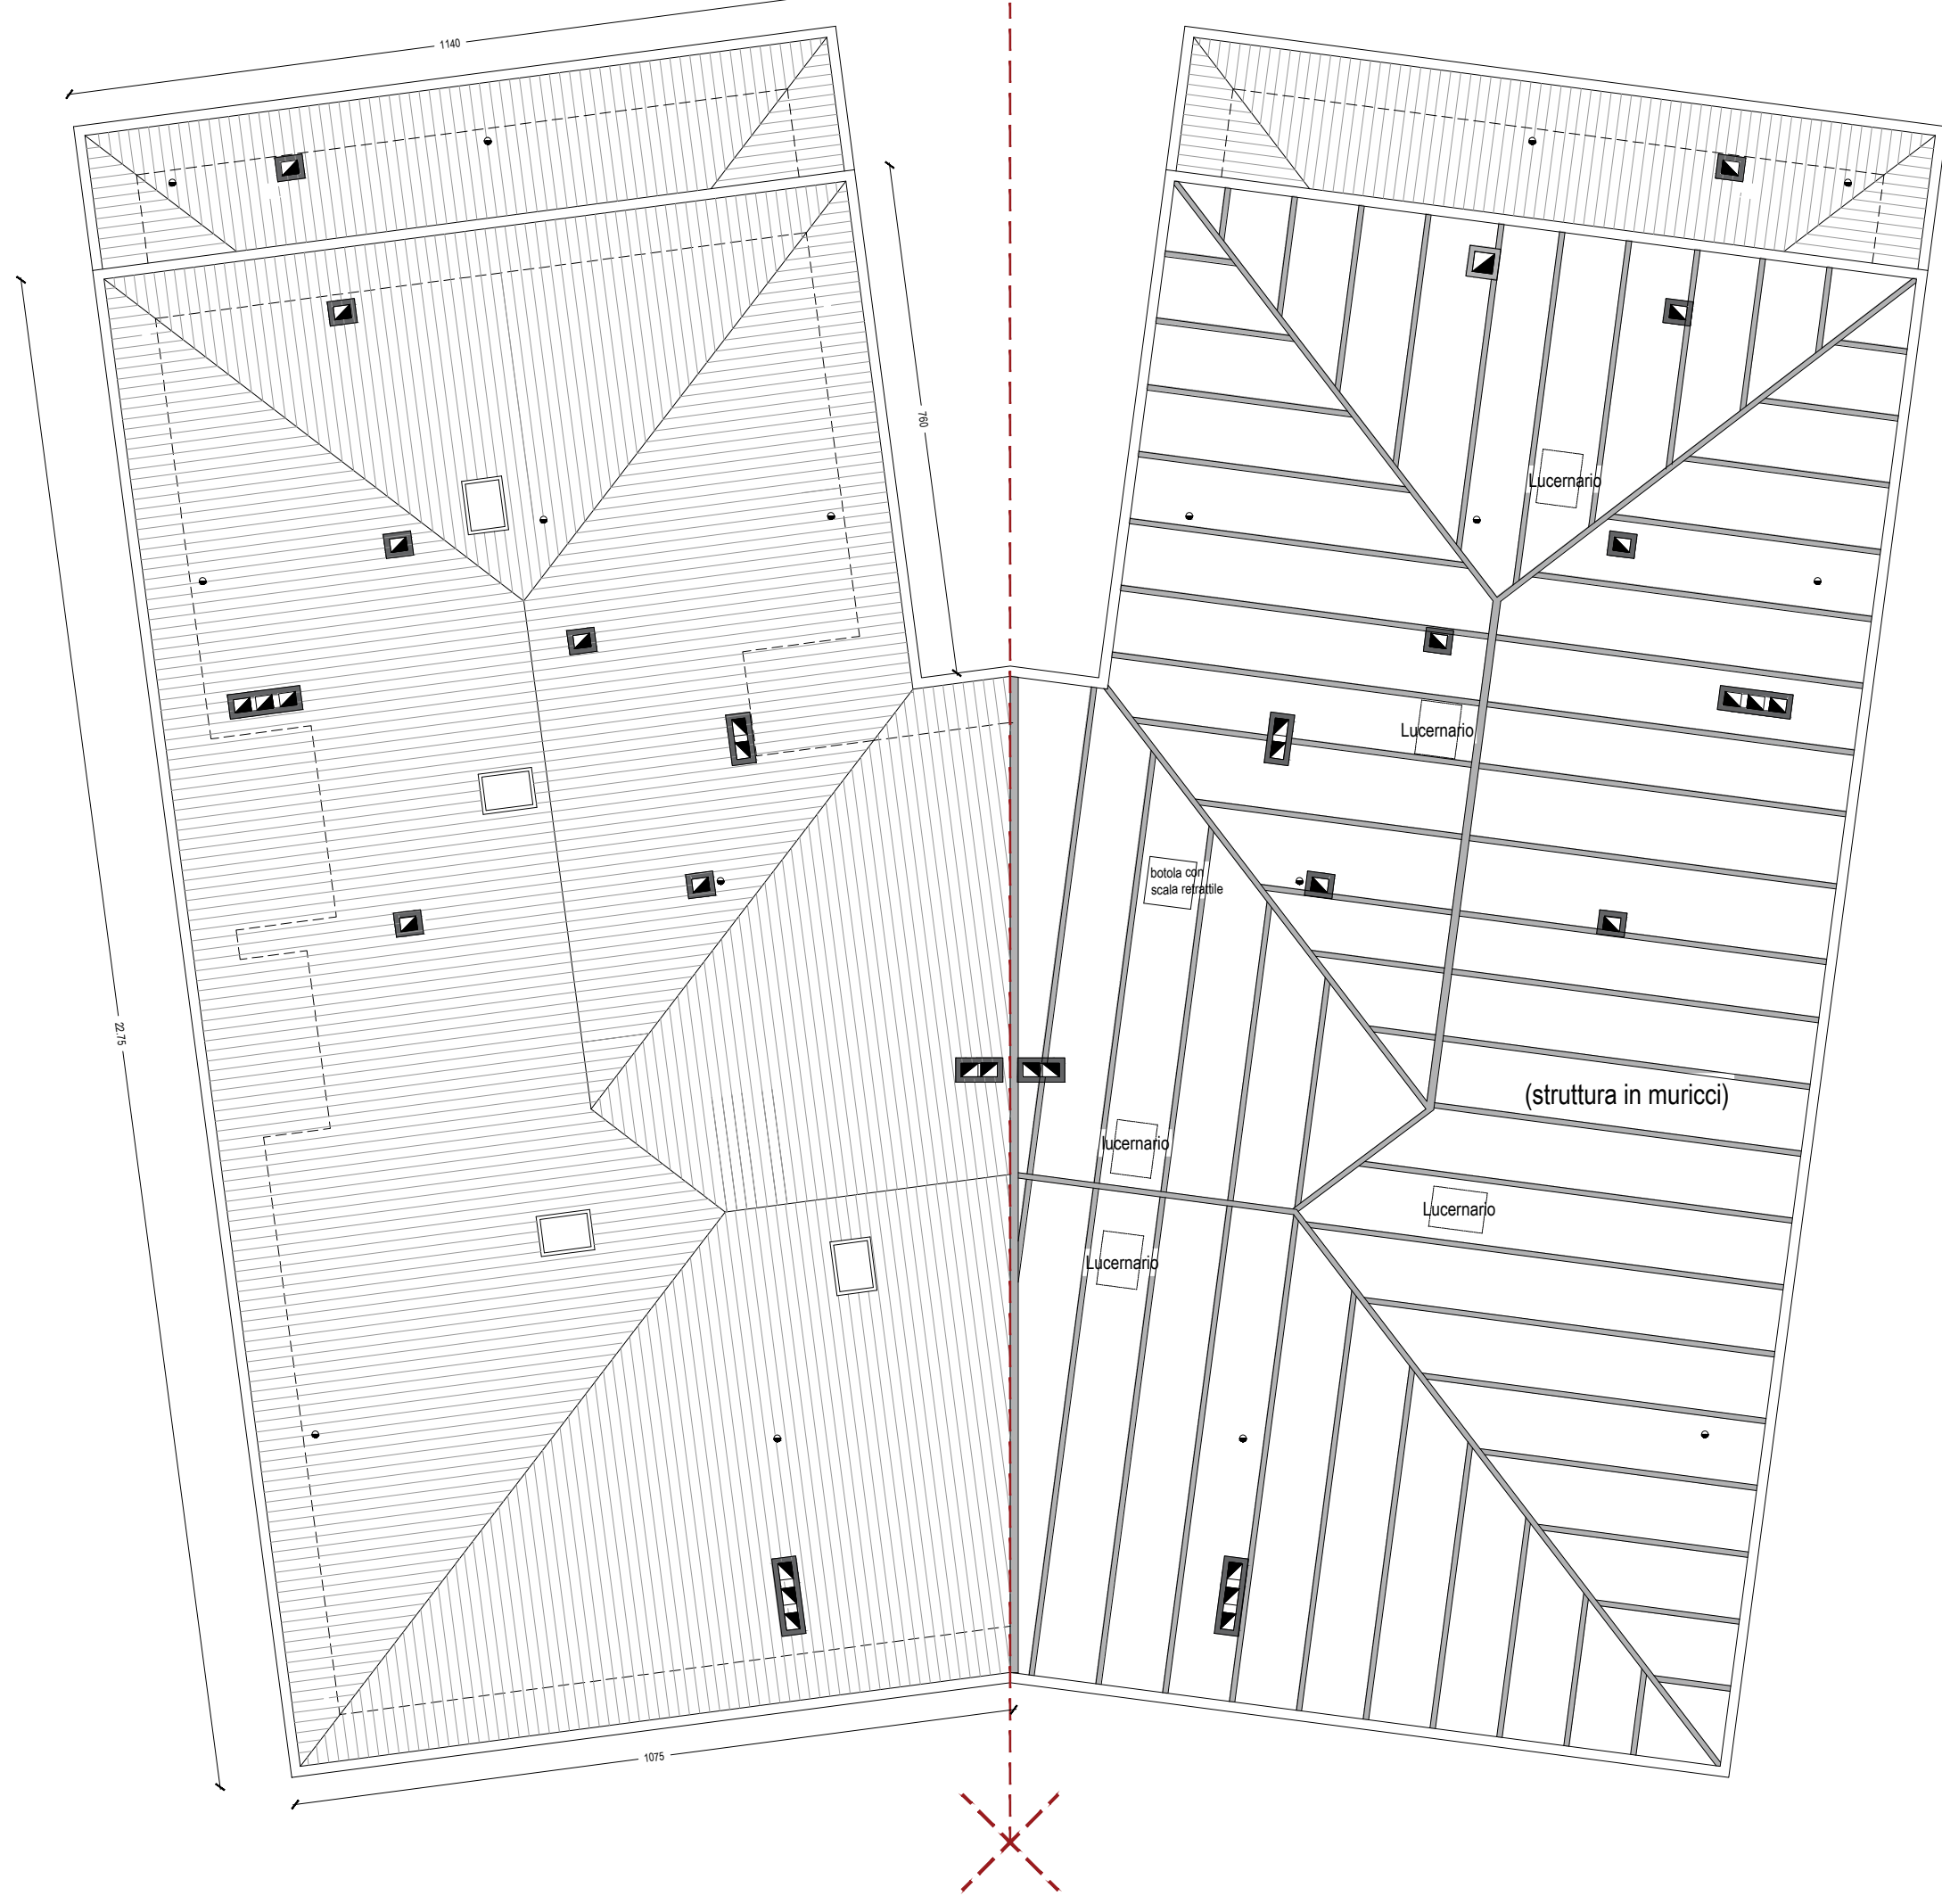 1140
760
Lucernario
Lucernario
botola con
scala retrattile
22.75
(struttura in muricci)
lucernario
Lucernario
Lucernario
1075